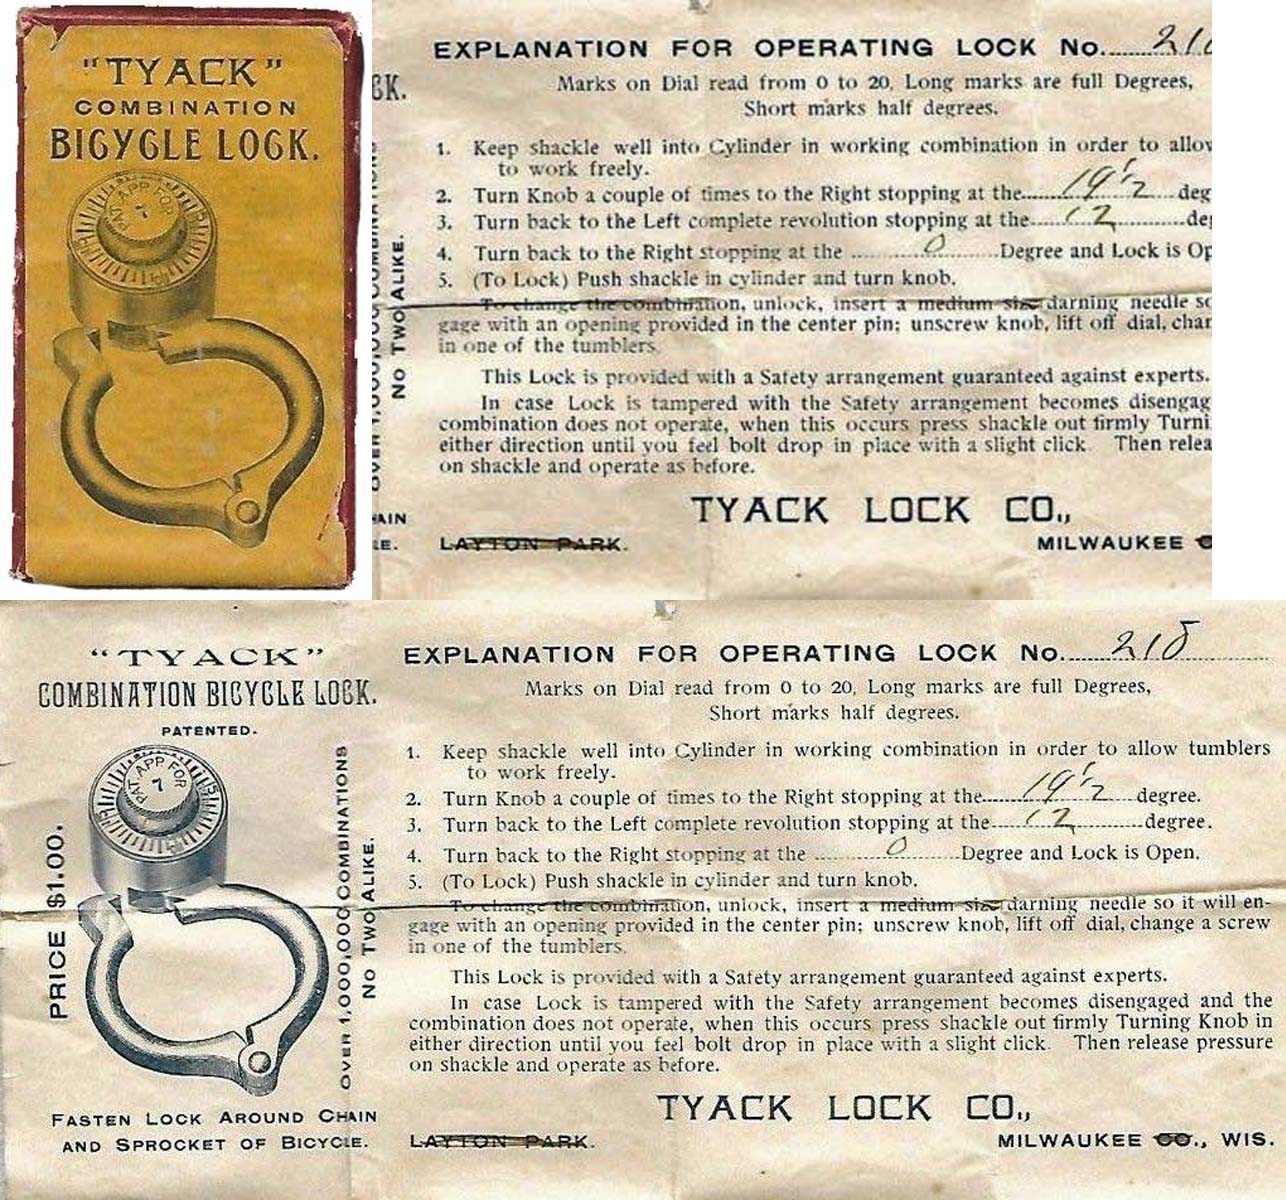 "TYACK"
COMBINATION
BICYCLE LOCK.
PAT. APP FOR
7
CK.
NO TWO ALIKE.
EXPLANATION FOR OPERATING LOCK No.
Marks on Dial read from 0 to 20, Long marks are full Degrees,
Short marks half degrees.
1. Keep shackle well into Cylinder in working combination in order to allow
to work freely.
2. Turn Knob a couple of times to the Right stopping at the 19 1/2 deg
3. Turn back to the Left complete revolution stopping at the 12 de
4. Turn back to the Right stopping at the 0 Degree and Lock is Op
5. (To Lock) Push shackle in cylinder and turn knob.
To change the combination, unlock, insert a medium size darning needle so
gage with an opening provided in the center pin; unscrew knob, lift off dial, chan
in one of the tumblers.
This Lock is provided with a Safety arrangement guaranteed against experts.
In case Lock is tampered with the Safety arrangement becomes disengag
combination does not operate, when this occurs press shackle out firmly Turni
either direction until you feel bolt drop in place with a slight click. Then relea
on shackle and operate as before.
TYACK LOCK CO.,
AIN
LE.
LAYTON PARK.
MILWAUKEE
"TYACK"
COMBINATION BICYCLE LOCK.
PATENTED.
PAT. APP FOR
7
PRICE $1.00.
OVER 1,000,000 COMBINATIONS
NO TWO ALIKE.
FASTEN LOCK AROUND CHAIN
AND SPROCKET OF BICYCLE.
EXPLANATION FOR OPERATING LOCK No. 218
Marks on Dial read from 0 to 20, Long marks are full Degrees,
Short marks half degrees.
1. Keep shackle well into Cylinder in working combination in order to allow tumblers
to work freely.
2. Turn Knob a couple of times to the Right stopping at the 19 1/2 degree.
3. Turn back to the Left complete revolution stopping at the 12 degree.
4. Turn back to the Right stopping at the 0 Degree and Lock is Open.
5. (To Lock) Push shackle in cylinder and turn knob.
To change the combination, unlock, insert a medium size darning needle so it will en-
gage with an opening provided in the center pin; unscrew knob, lift off dial, change a screw
in one of the tumblers.
This Lock is provided with a Safety arrangement guaranteed against experts.
In case Lock is tampered with the Safety arrangement becomes disengaged and the
combination does not operate, when this occurs press shackle out firmly Turning Knob in
either direction until you feel bolt drop in place with a slight click. Then release pressure
on shackle and operate as before.
TYACK LOCK CO.,
LAYTON PARK.
MILWAUKEE CO., WIS.